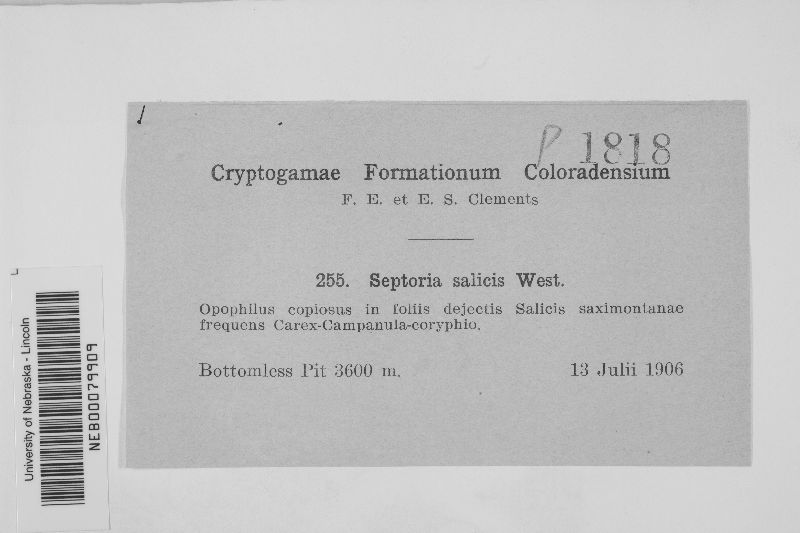 P 1818
Cryptogamae Formationum Coloradensium
F. E. et E. S. Clements
255. Septoria salicis West.
Opophilus copiosus in foliis dejectis Salicis saximontanae
frequens Carex-Campanula-coryphio.
Bottomless Pit 3600 m.
13 Julii 1906
University of Nebraska - Lincoln
NEB00079909